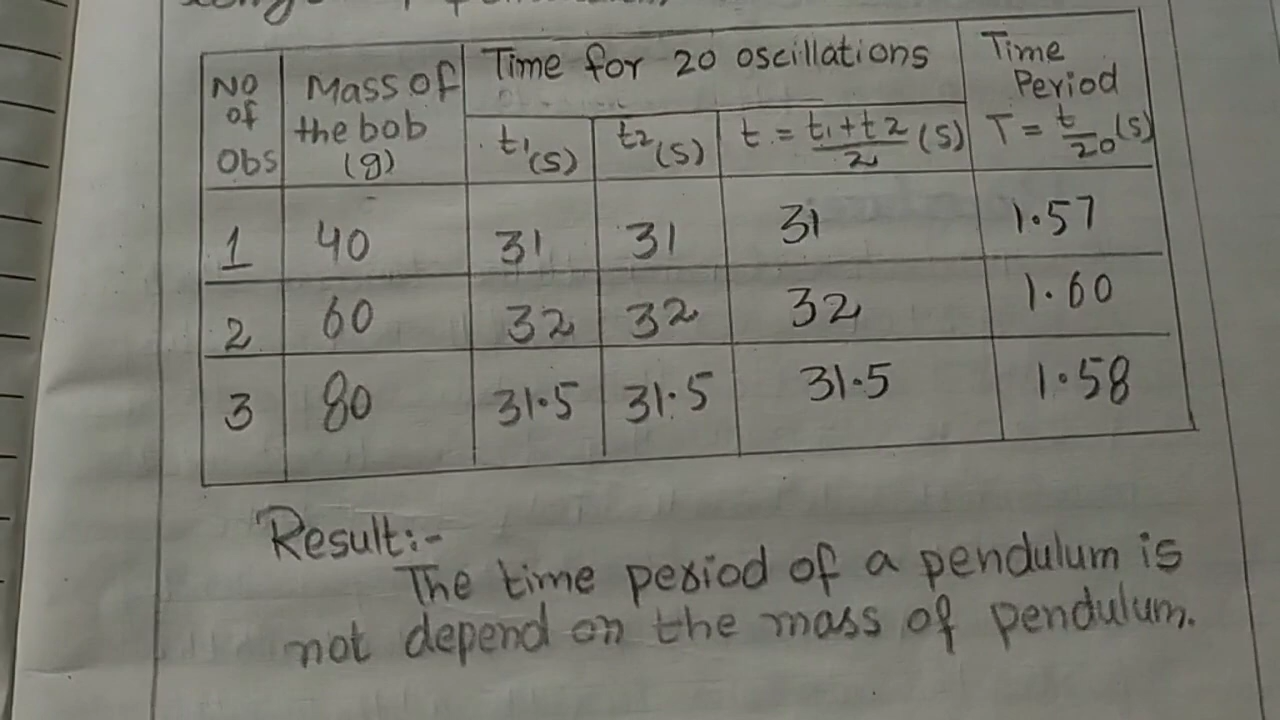 No of Obs | Mass of the bob (g) | Time for 20 oscillations | Time Period T = t/20 (s)
t1 (s) | t2 (s) | t = t1+t2/2 (s)
1 | 40 | 31 | 31 | 31 | 1.57
2 | 60 | 32 | 32 | 32 | 1.60
3 | 80 | 31.5 | 31.5 | 31.5 | 1.58
Result:-
The time period of a pendulum is
not depend on the mass of pendulum.